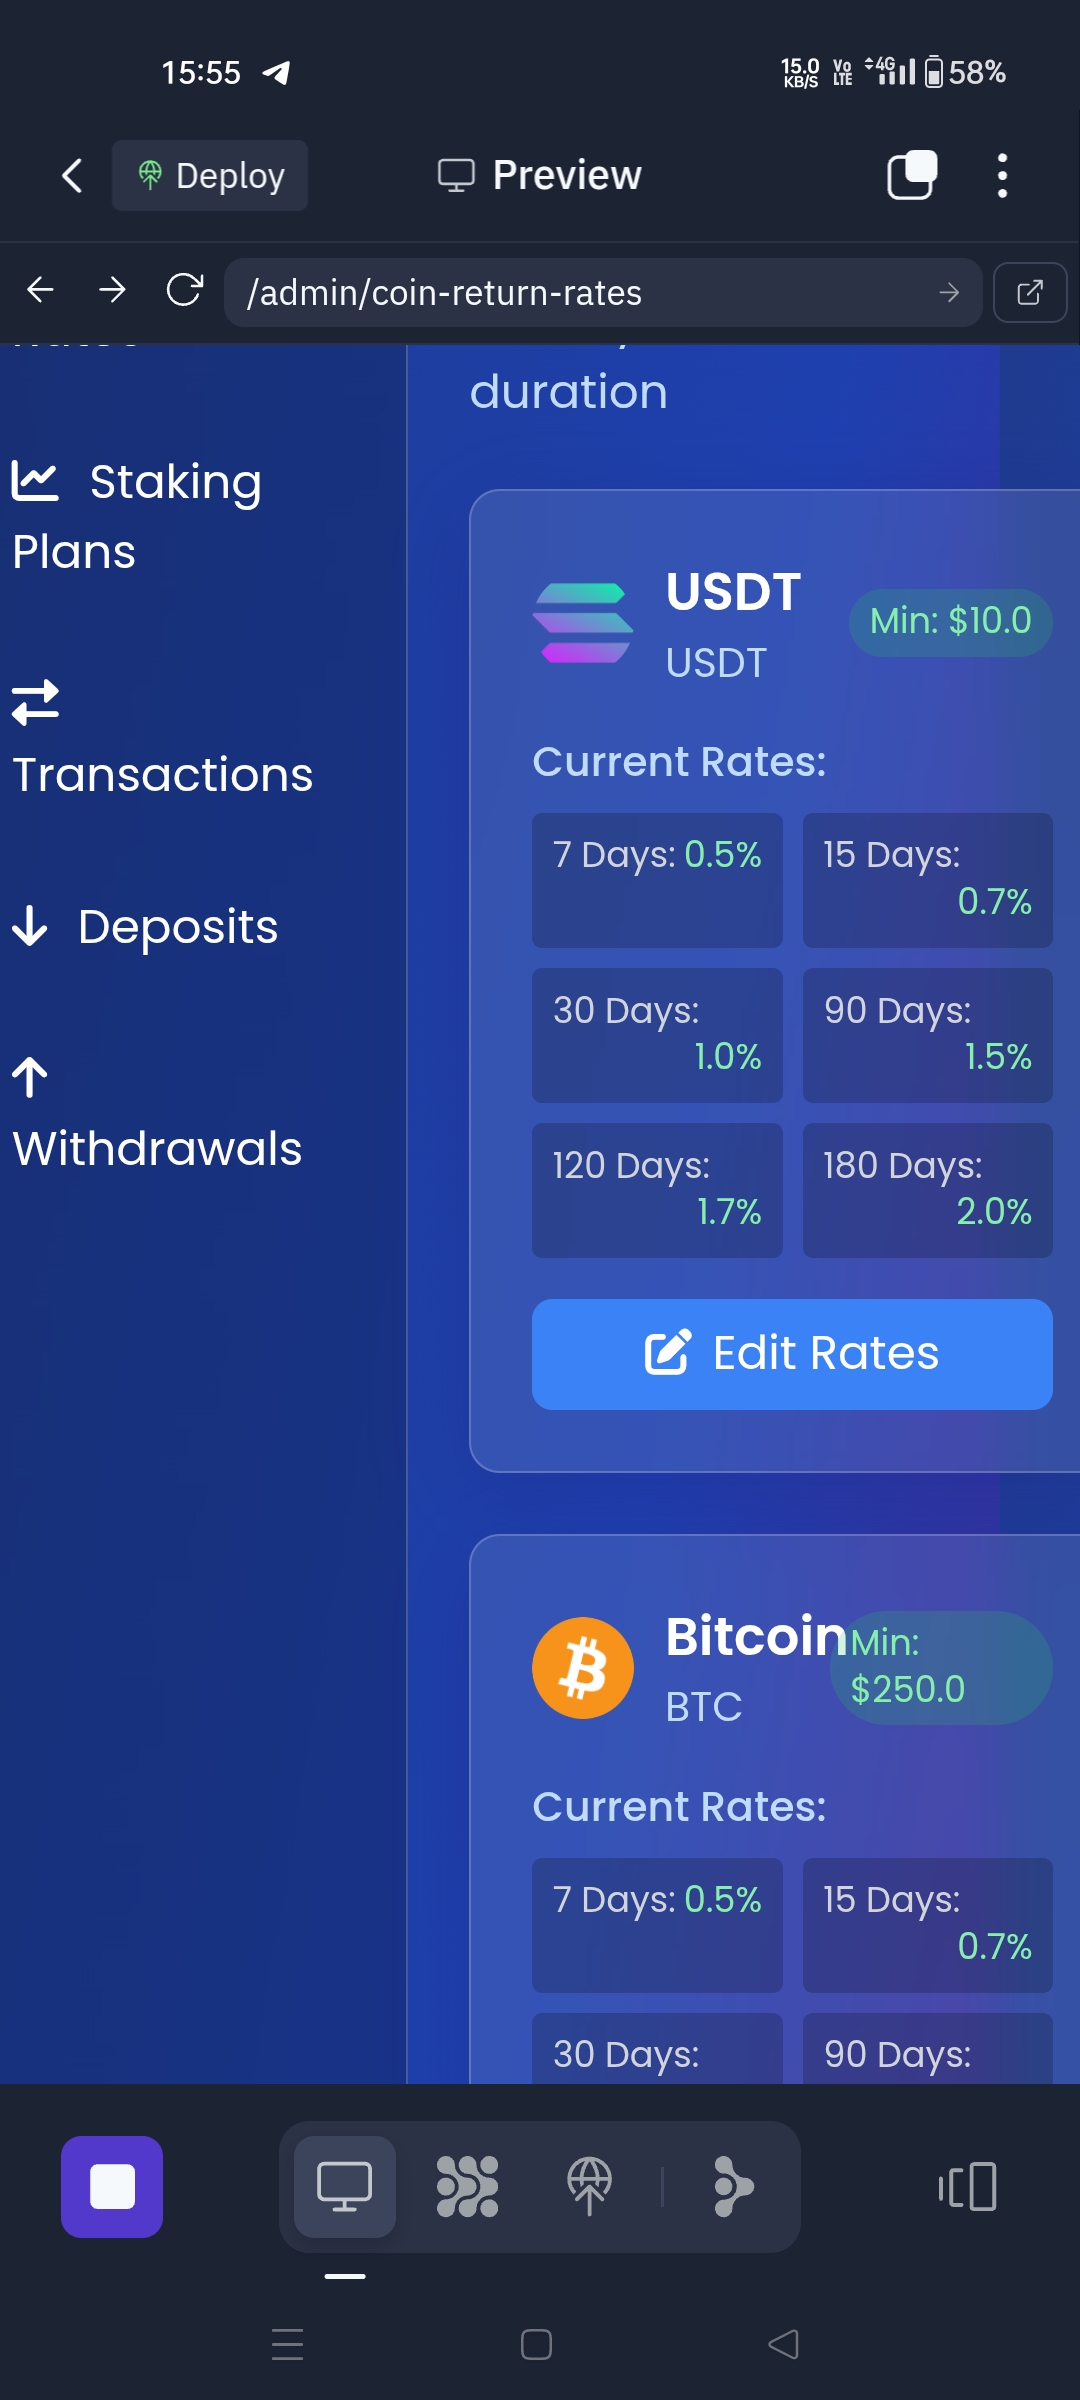 15:55
15.0 KB/S Vo LTE 4G 58%
Deploy
Preview
/admin/coin-return-rates
Staking
Plans
Transactions
Deposits
Withdrawals
duration
USDT
USDT
Min: $10.0
Current Rates:
7 Days: 0.5%
15 Days:
0.7%
30 Days:
1.0%
90 Days:
1.5%
120 Days:
1.7%
180 Days:
2.0%
Edit Rates
Bitcoin
BTC
Min:
$250.0
Current Rates:
7 Days: 0.5%
15 Days:
0.7%
30 Days:
90 Days: